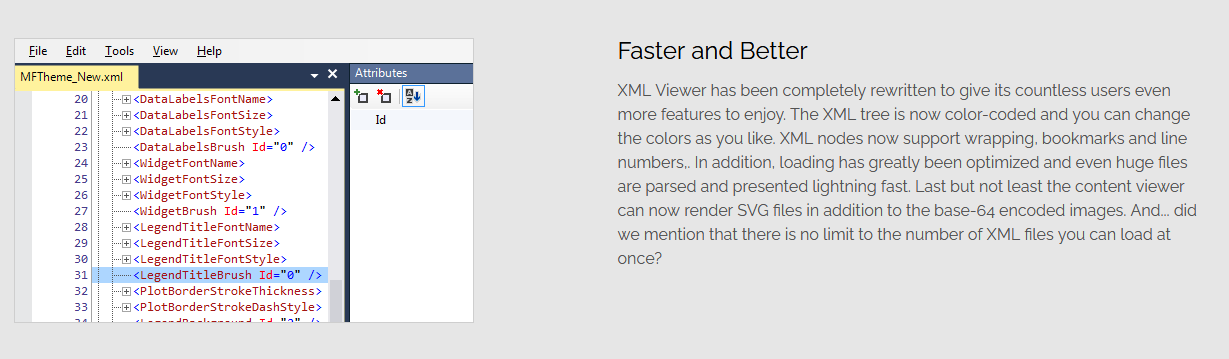 File Edit Tools View Help
MFTheme_New.xml
Attributes
20 <DataLabelsFontName>
21 <DataLabelsFontSize>
22 <DataLabelsFontStyle>
23 <DataLabelsBrush Id="0" />
24 <WidgetFontName>
25 <WidgetFontSize>
26 <WidgetFontStyle>
27 <WidgetBrush Id="1" />
28 <LegendTitleFontName>
29 <LegendTitleFontSize>
30 <LegendTitleFontStyle>
31 <LegendTitleBrush Id="0" />
32 <PlotBorderStrokeThickness>
33 <PlotBorderStrokeDashStyle>
Id
Faster and Better
XML Viewer has been completely rewritten to give its countless users even
more features to enjoy. The XML tree is now color-coded and you can change
the colors as you like. XML nodes now support wrapping, bookmarks and line
numbers,. In addition, loading has greatly been optimized and even huge files
are parsed and presented lightning fast. Last but not least the content viewer
can now render SVG files in addition to the base-64 encoded images. And... did
we mention that there is no limit to the number of XML files you can load at
once?